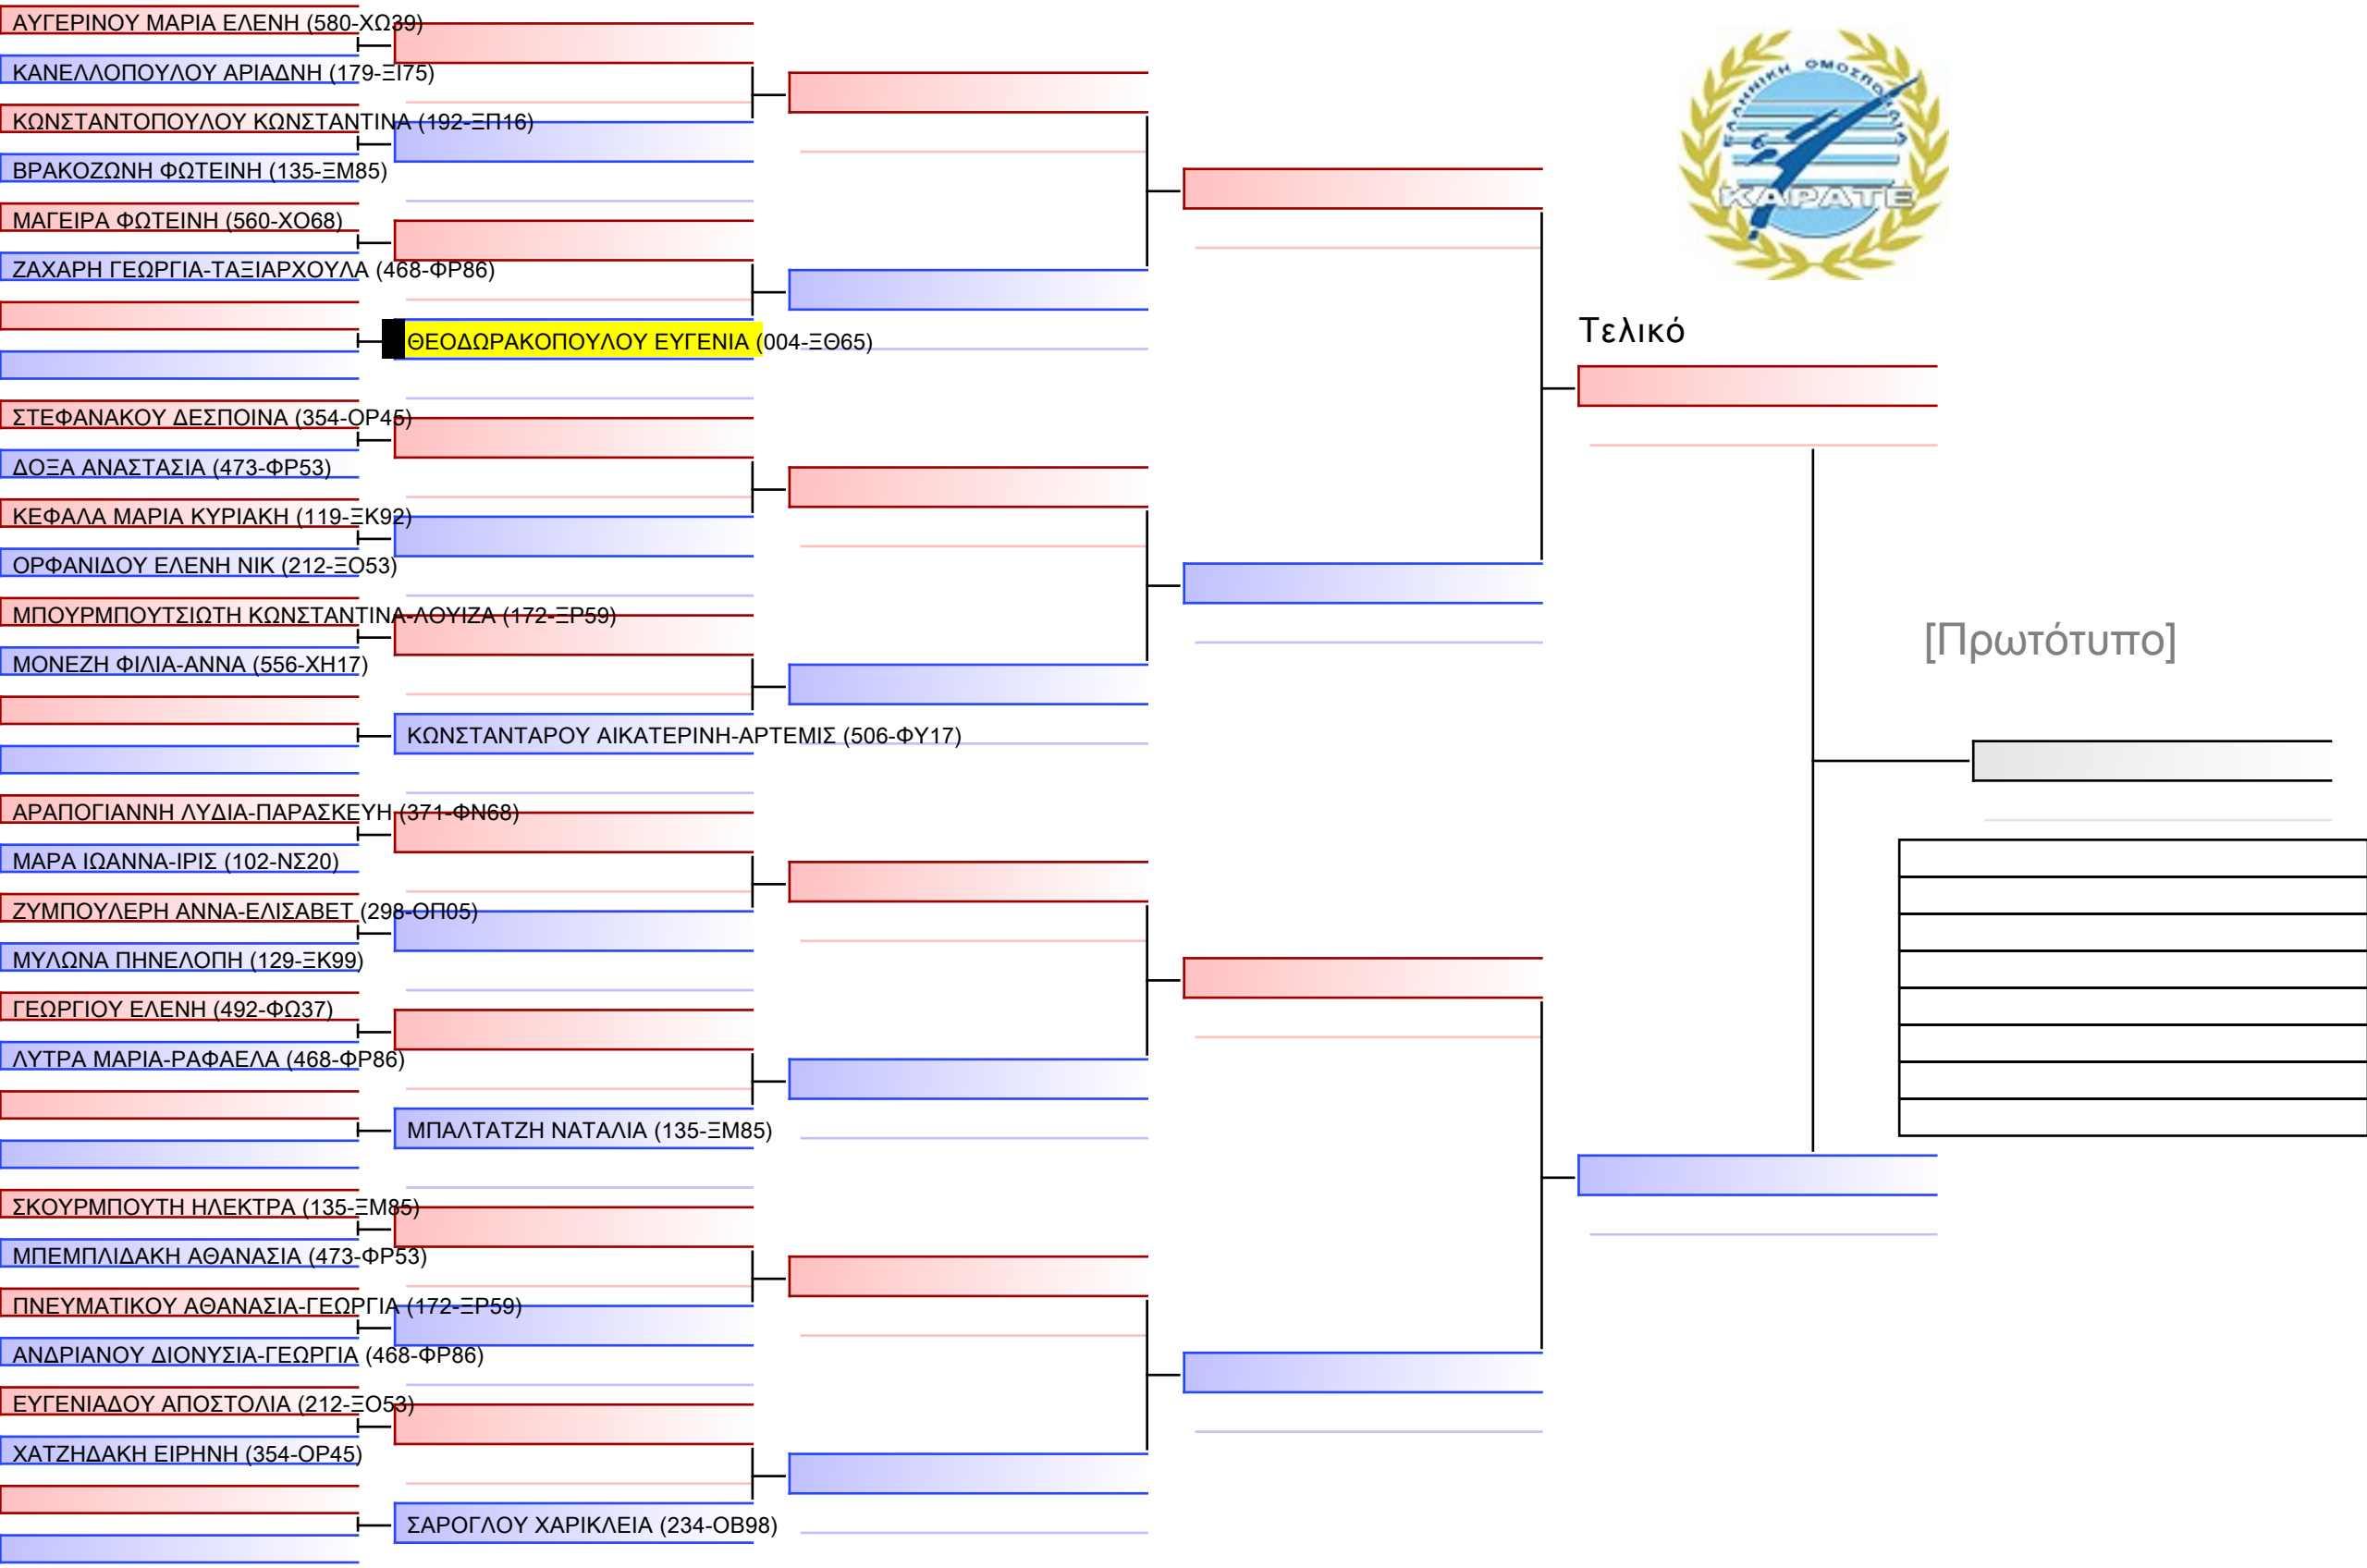 ΑΥΓΕΡΙΝΟΥ ΜΑΡΙΑ ΕΛΕΝΗ (580-ΧΩ39)
ΚΑΝΕΛΛΟΠΟΥΛΟΥ ΑΡΙΑΔΝΗ (179-ΞΙ75)
ΚΩΝΣΤΑΝΤΟΠΟΥΛΟΥ ΚΩΝΣΤΑΝΤΙΝΑ (192-ΞΠ16)
ΒΡΑΚΟΖΩΝΗ ΦΩΤΕΙΝΗ (135-ΞΜ85)
ΜΑΓΕΙΡΑ ΦΩΤΕΙΝΗ (560-ΧΟ68)
ΖΑΧΑΡΗ ΓΕΩΡΓΙΑ-ΤΑΞΙΑΡΧΟΥΛΑ (468-ΦΡ86)
ΘΕΟΔΩΡΑΚΟΠΟΥΛΟΥ ΕΥΓΕΝΙΑ (004-ΞΘ65)
ΣΤΕΦΑΝΑΚΟΥ ΔΕΣΠΟΙΝΑ (354-ΟΡ45)
ΔΟΞΑ ΑΝΑΣΤΑΣΙΑ (473-ΦΡ53)
ΚΕΦΑΛΑ ΜΑΡΙΑ ΚΥΡΙΑΚΗ (119-ΞΚ92)
ΟΡΦΑΝΙΔΟΥ ΕΛΕΝΗ ΝΙΚ (212-ΞΟ53)
ΜΠΟΥΡΜΠΟΥΤΣΙΩΤΗ ΚΩΝΣΤΑΝΤΙΝΑ-ΛΟΥΙΖΑ (172-ΞΡ59)
ΜΟΝΕΖΗ ΦΙΛΙΑ-ΑΝΝΑ (556-ΧΗ17)
ΚΩΝΣΤΑΝΤΑΡΟΥ ΑΙΚΑΤΕΡΙΝΗ-ΑΡΤΕΜΙΣ (506-ΦΥ17)
ΑΡΑΠΟΓΙΑΝΝΗ ΛΥΔΙΑ-ΠΑΡΑΣΚΕΥΗ (371-ΦΝ68)
ΜΑΡΑ ΙΩΑΝΝΑ-ΙΡΙΣ (102-ΝΣ20)
ΖΥΜΠΟΥΛΕΡΗ ΑΝΝΑ-ΕΛΙΣΑΒΕΤ (298-ΟΠ05)
ΜΥΛΩΝΑ ΠΗΝΕΛΟΠΗ (129-ΞΚ99)
ΓΕΩΡΓΙΟΥ ΕΛΕΝΗ (492-ΦΩ37)
ΛΥΤΡΑ ΜΑΡΙΑ-ΡΑΦΑΕΛΑ (468-ΦΡ86)
ΜΠΑΛΤΑΤΖΗ ΝΑΤΑΛΙΑ (135-ΞΜ85)
ΣΚΟΥΡΜΠΟΥΤΗ ΗΛΕΚΤΡΑ (135-ΞΜ85)
ΜΠΕΜΠΛΙΔΑΚΗ ΑΘΑΝΑΣΙΑ (473-ΦΡ53)
ΠΝΕΥΜΑΤΙΚΟΥ ΑΘΑΝΑΣΙΑ-ΓΕΩΡΓΙΑ (172-ΞΡ59)
ΑΝΔΡΙΑΝΟΥ ΔΙΟΝΥΣΙΑ-ΓΕΩΡΓΙΑ (468-ΦΡ86)
ΕΥΓΕΝΙΑΔΟΥ ΑΠΟΣΤΟΛΙΑ (212-ΞΟ53)
ΧΑΤΖΗΔΑΚΗ ΕΙΡΗΝΗ (354-ΟΡ45)
ΣΑΡΟΓΛΟΥ ΧΑΡΙΚΛΕΙΑ (234-ΟΒ98)
ΕΛΛΗΝΙΚΗ ΟΜΟΣΠΟΝΔΙΑ
ΚΑΡΑΤΕ
Τελικό
[Πρωτότυπο]